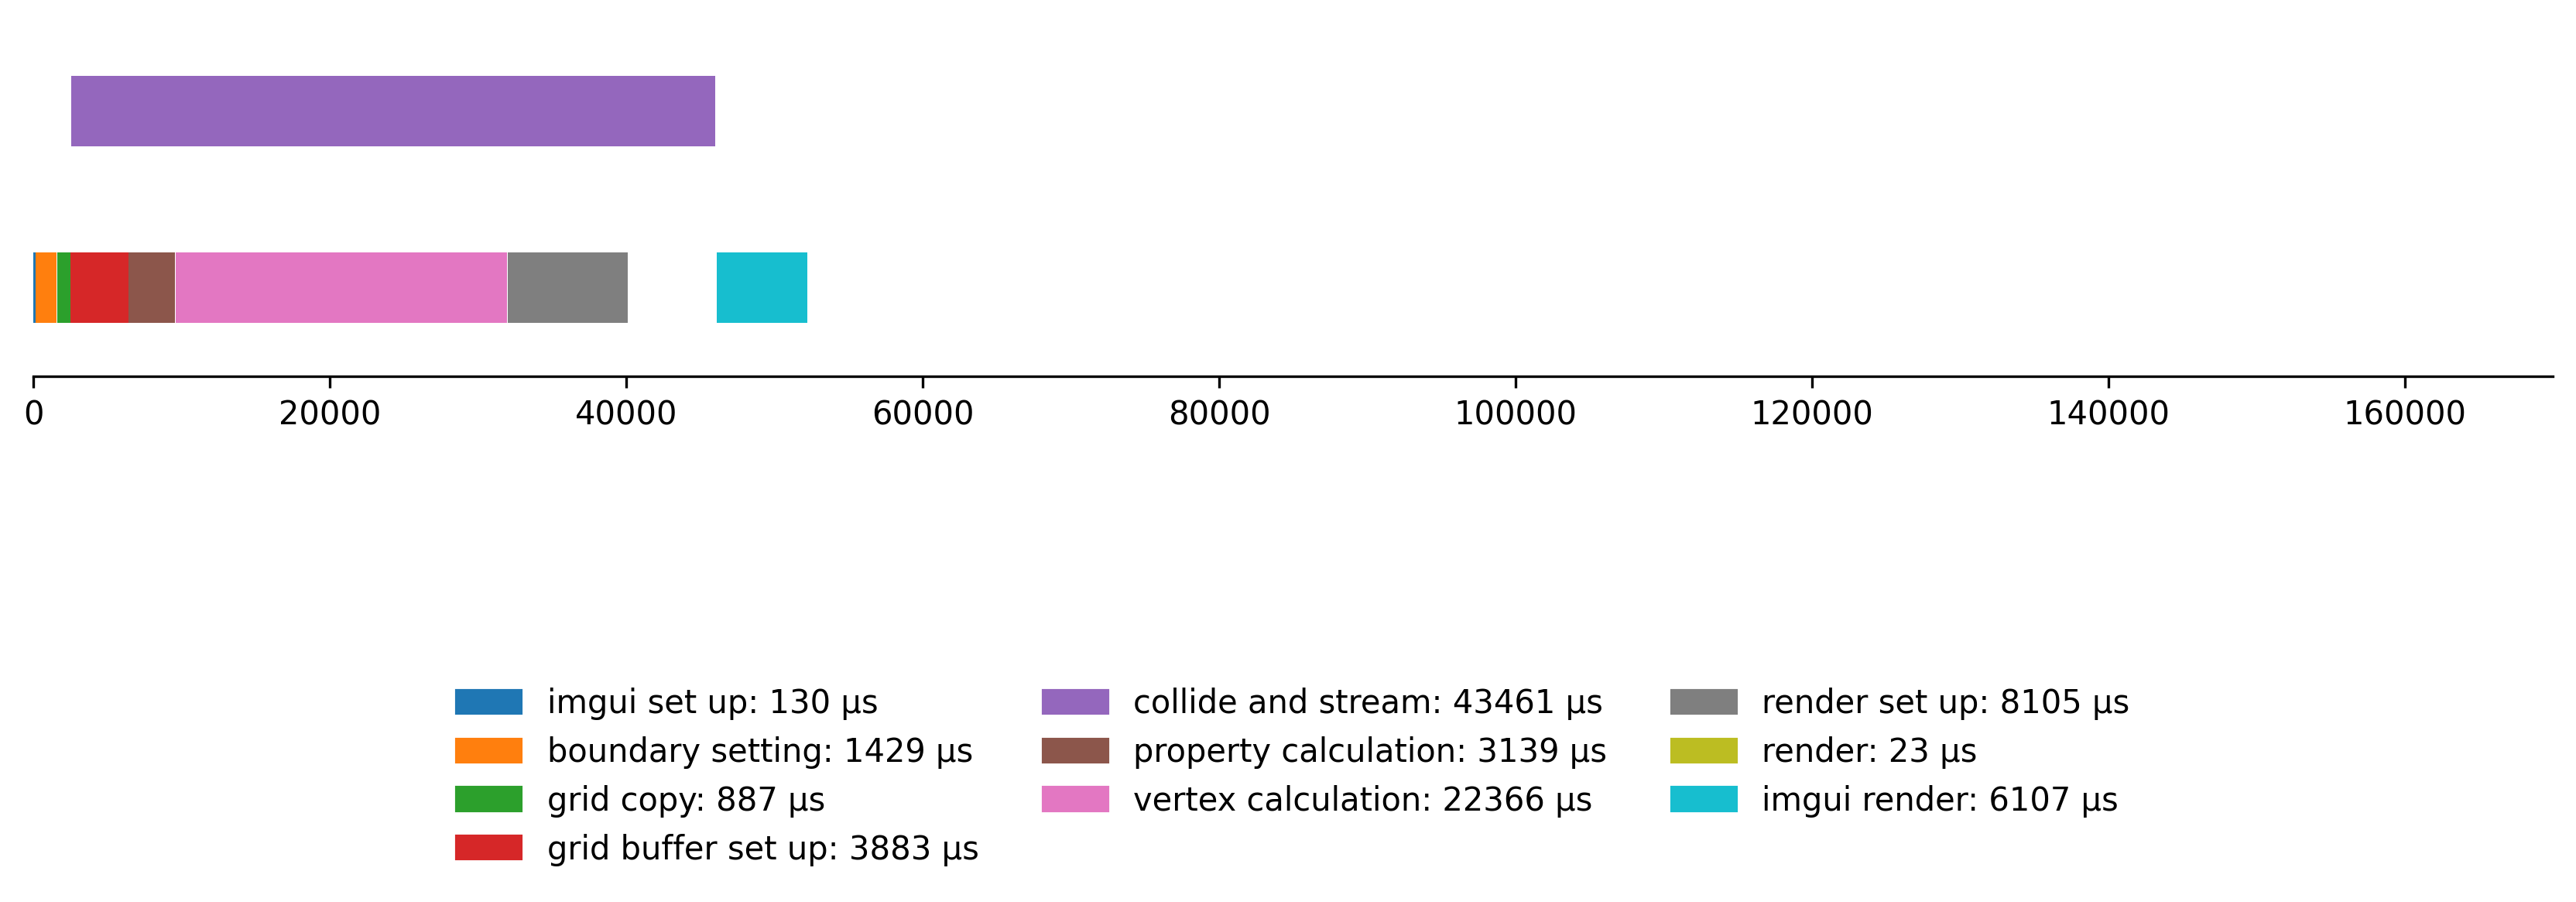 0 20000 40000 60000 80000 100000 120000 140000 160000
imgui set up: 130 µs
boundary setting: 1429 µs
grid copy: 887 µs
grid buffer set up: 3883 µs
collide and stream: 43461 µs
property calculation: 3139 µs
vertex calculation: 22366 µs
render set up: 8105 µs
render: 23 µs
imgui render: 6107 µs